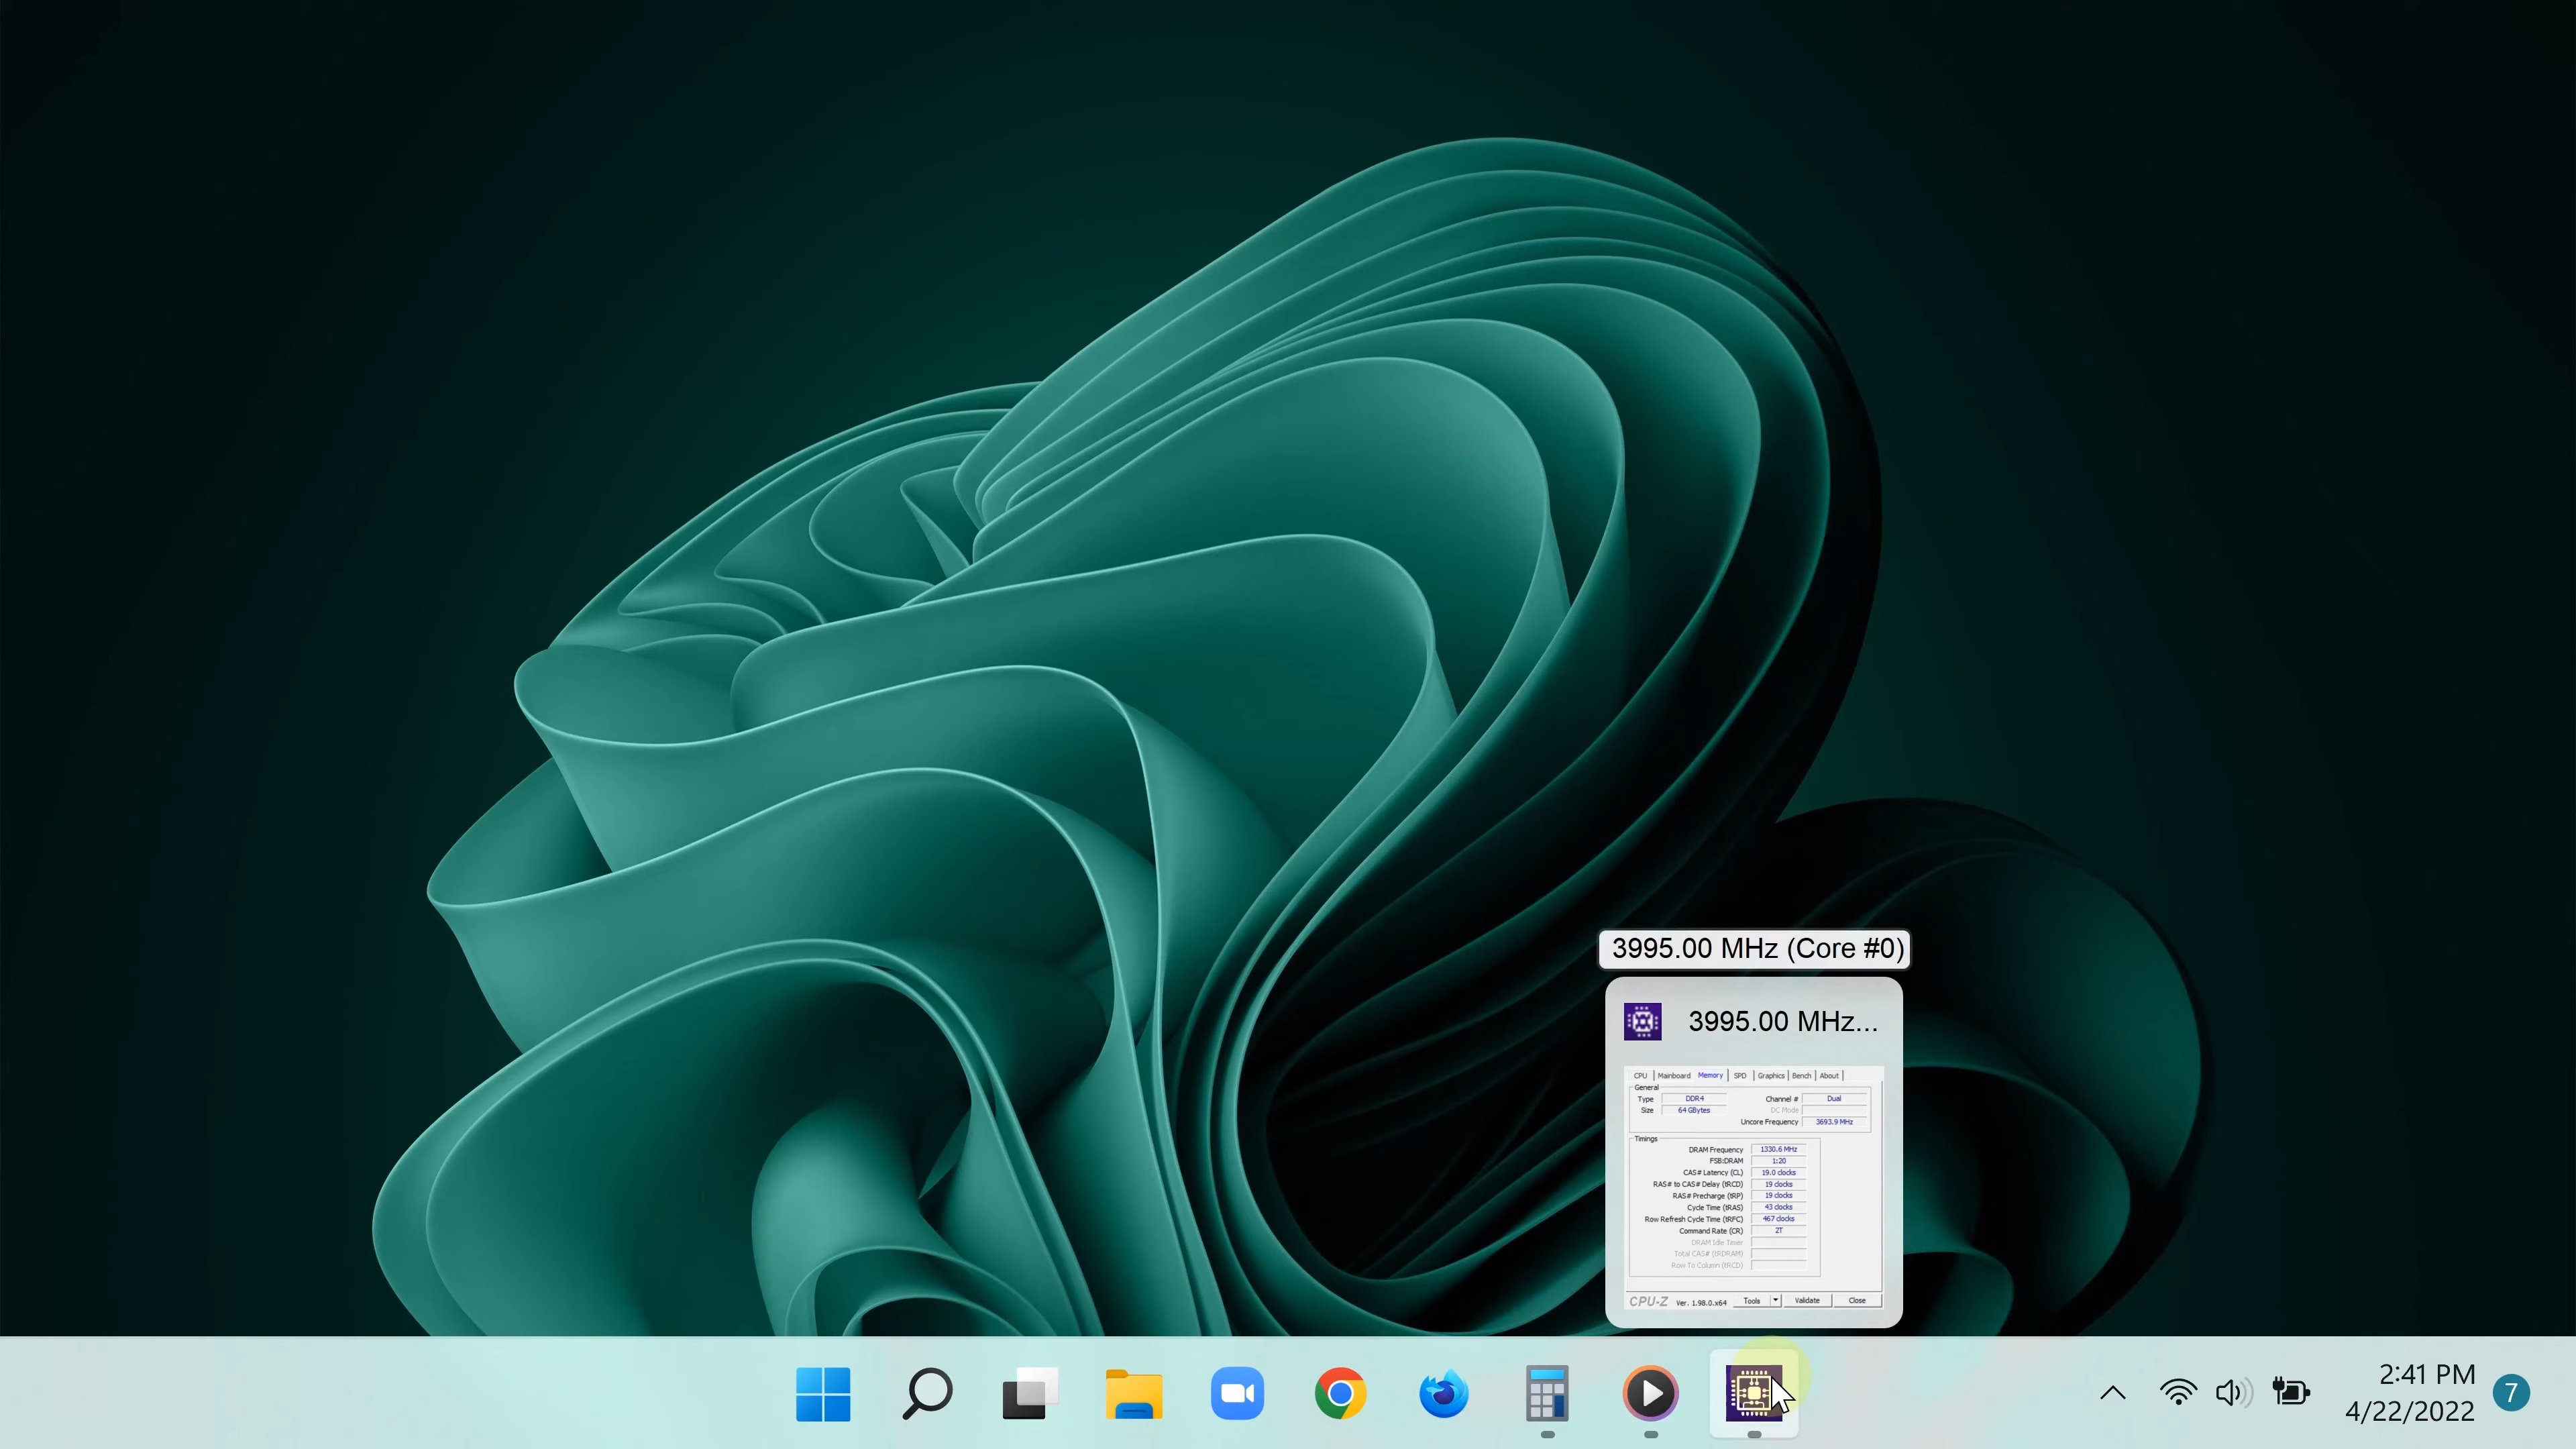 3995.00 MHz (Core #0)
3995.00 MHz...
CPU Mainboard Memory SPD Graphics Bench About
General
Type DDR4 Channel # Dual
Size 64 GBytes DC Mode
Uncore Frequency 3693.9 MHz
Timings
DRAM Frequency 1330.6 MHz
FSB:DRAM 1:20
CAS# Latency (CL) 19.0 clocks
RAS# to CAS# Delay (tRCD) 19 clocks
RAS# Precharge (tRP) 19 clocks
Cycle Time (tRAS) 43 clocks
Row Refresh Cycle Time (tRFC) 467 clocks
Command Rate (CR) 2T
DRAM Idle Timer
Total CAS# (tRDRAM)
Row To Column (tRCD)
CPU-Z Ver. 1.98.0.x64 Tools Validate Close
2:41 PM
4/22/2022
7